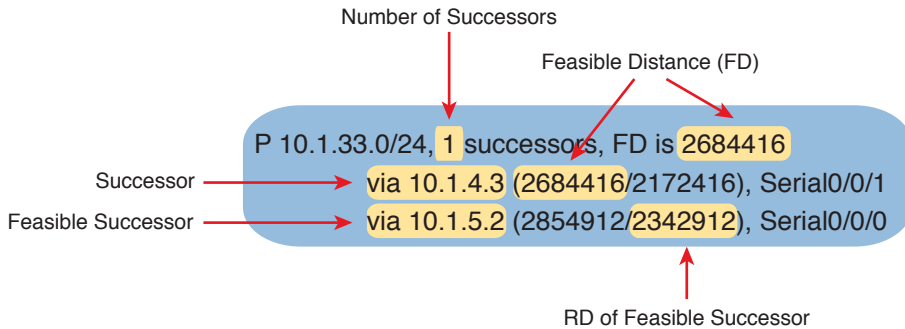 Number of Successors
Feasible Distance (FD)
P 10.1.33.0/24, 1 successors, FD is 2684416
Successor
via 10.1.4.3 (2684416/2172416), Serial0/0/1
Feasible Successor
via 10.1.5.2 (2854912/2342912), Serial0/0/0
RD of Feasible Successor